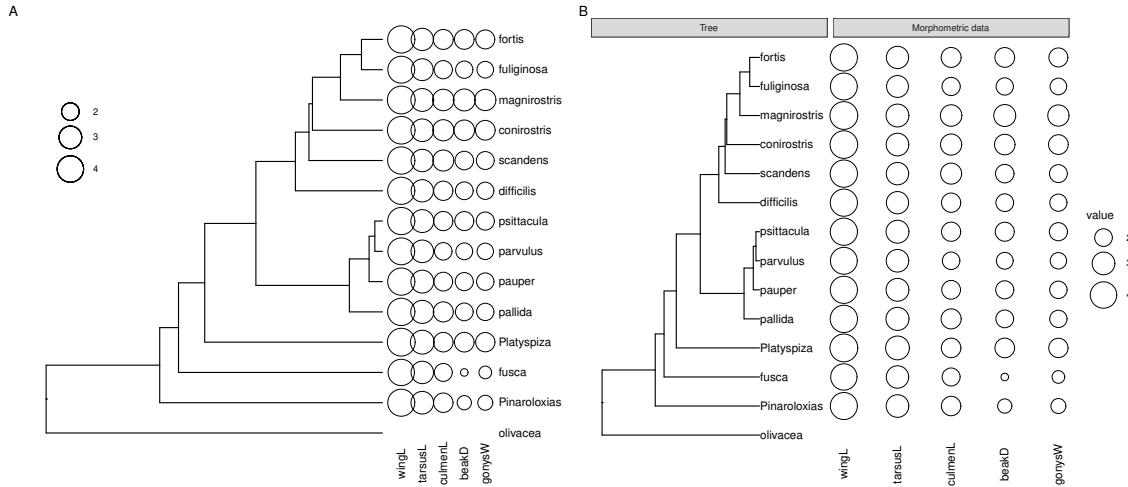 A
2
3
4
fortis
fuliginosa
magnirostris
conirostris
scandens
difficilis
psittacula
parvulus
pauper
pallida
Platyspiza
fusca
Pinaroloxias
olivacea
wingL
tarsusL
culmenL
beakD
gonysW
B
Tree
Morphometric data
fortis
fuliginosa
magnirostris
conirostris
scandens
difficilis
psittacula
parvulus
pauper
pallida
Platyspiza
fusca
Pinaroloxias
olivacea
wingL
tarsusL
culmenL
beakD
gonysW
value